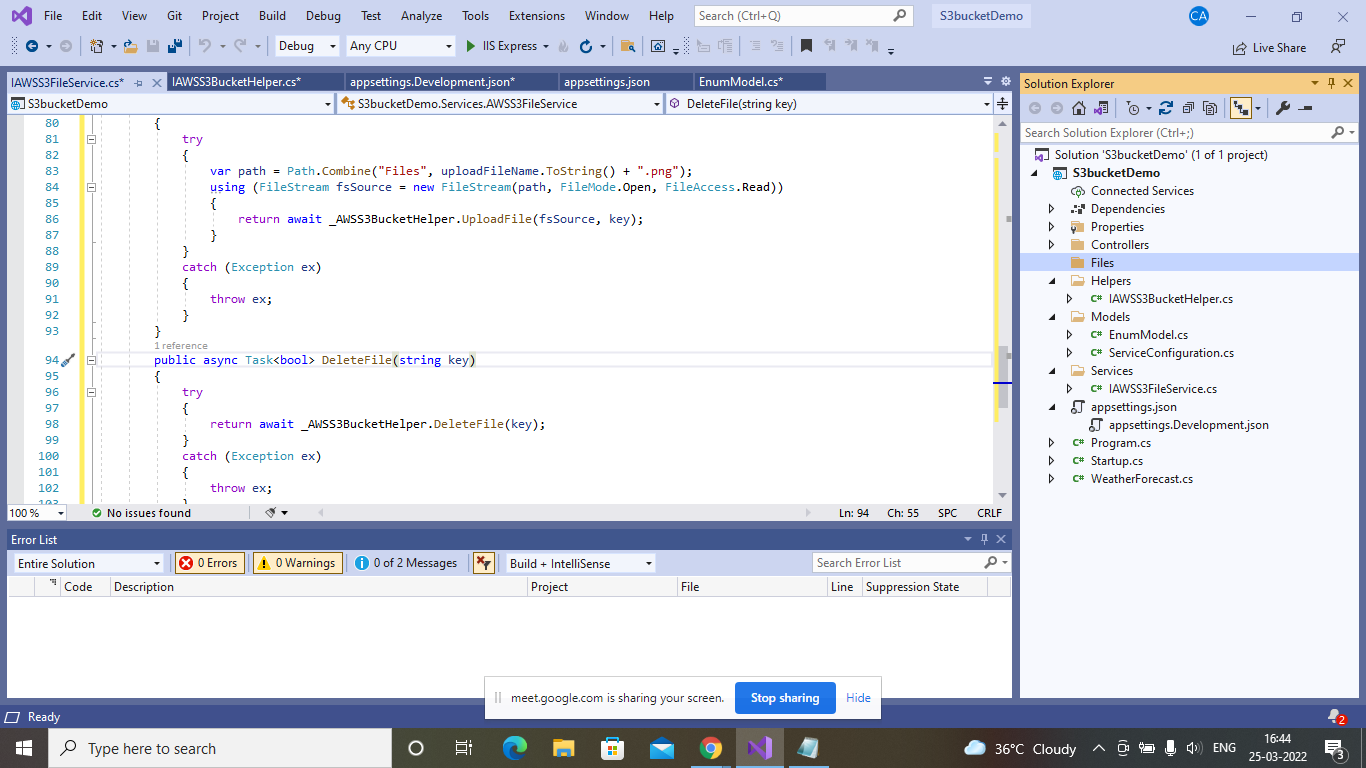 File Edit View Git Project Build Debug Test Analyze Tools Extensions Window Help Search (Ctrl+Q) S3bucketDemo CA
Debug Any CPU IIS Express Live Share
IAWSS3FileService.cs* IAWSS3BucketHelper.cs* appsettings.Development.json* appsettings.json EnumModel.cs*
S3bucketDemo S3bucketDemo.Services.AWSS3FileService DeleteFile(string key)
80 {
81 try
82 {
83 var path = Path.Combine("Files", uploadFileName.ToString() + ".png");
84 using (FileStream fsSource = new FileStream(path, FileMode.Open, FileAccess.Read))
85 {
86 return await _AWSS3BucketHelper.UploadFile(fsSource, key);
87 }
88 }
89 catch (Exception ex)
90 {
91 throw ex;
92 }
93 }
1 reference
94 public async Task<bool> DeleteFile(string key)
95 {
96 try
97 {
98 return await _AWSS3BucketHelper.DeleteFile(key);
99 }
100 catch (Exception ex)
101 {
102 throw ex;
103 }
100 % No issues found Ln: 94 Ch: 55 SPC CRLF
Error List
Entire Solution 0 Errors 0 Warnings 0 of 2 Messages Build + IntelliSense Search Error List
Code Description Project File Line Suppression State
Solution Explorer
Search Solution Explorer (Ctrl+;)
Solution 'S3bucketDemo' (1 of 1 project)
S3bucketDemo
Connected Services
Dependencies
Properties
Controllers
Files
Helpers
C# IAWSS3BucketHelper.cs
Models
C# EnumModel.cs
C# ServiceConfiguration.cs
Services
C# IAWSS3FileService.cs
appsettings.json
appsettings.Development.json
C# Program.cs
C# Startup.cs
C# WeatherForecast.cs
meet.google.com is sharing your screen. Stop sharing Hide
Ready 2
Type here to search 36°C Cloudy ENG 16:44
25-03-2022 3